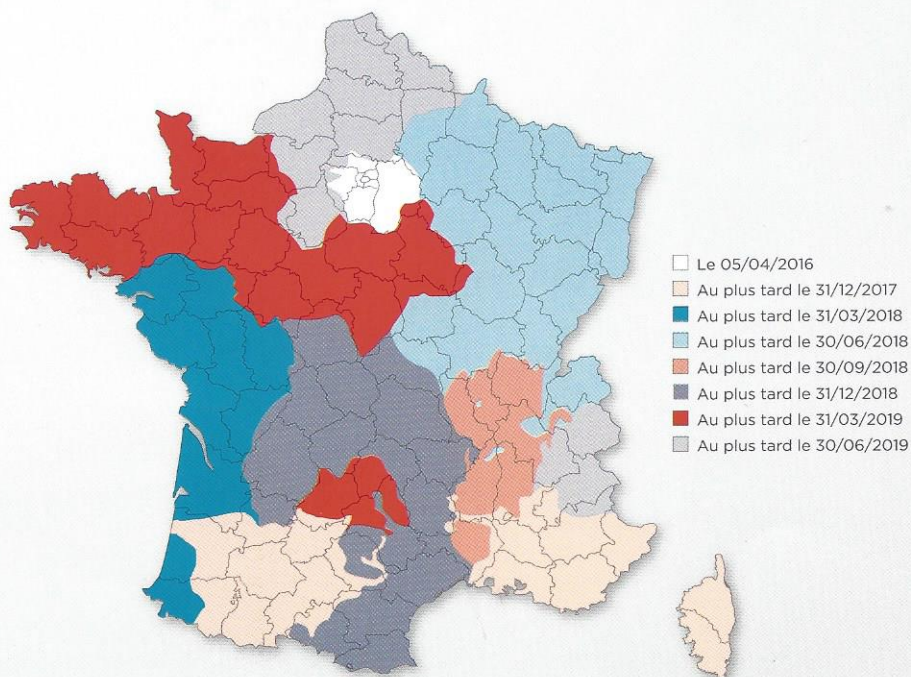 Le 05/04/2016
Au plus tard le 31/12/2017
Au plus tard le 31/03/2018
Au plus tard le 30/06/2018
Au plus tard le 30/09/2018
Au plus tard le 31/12/2018
Au plus tard le 31/03/2019
Au plus tard le 30/06/2019